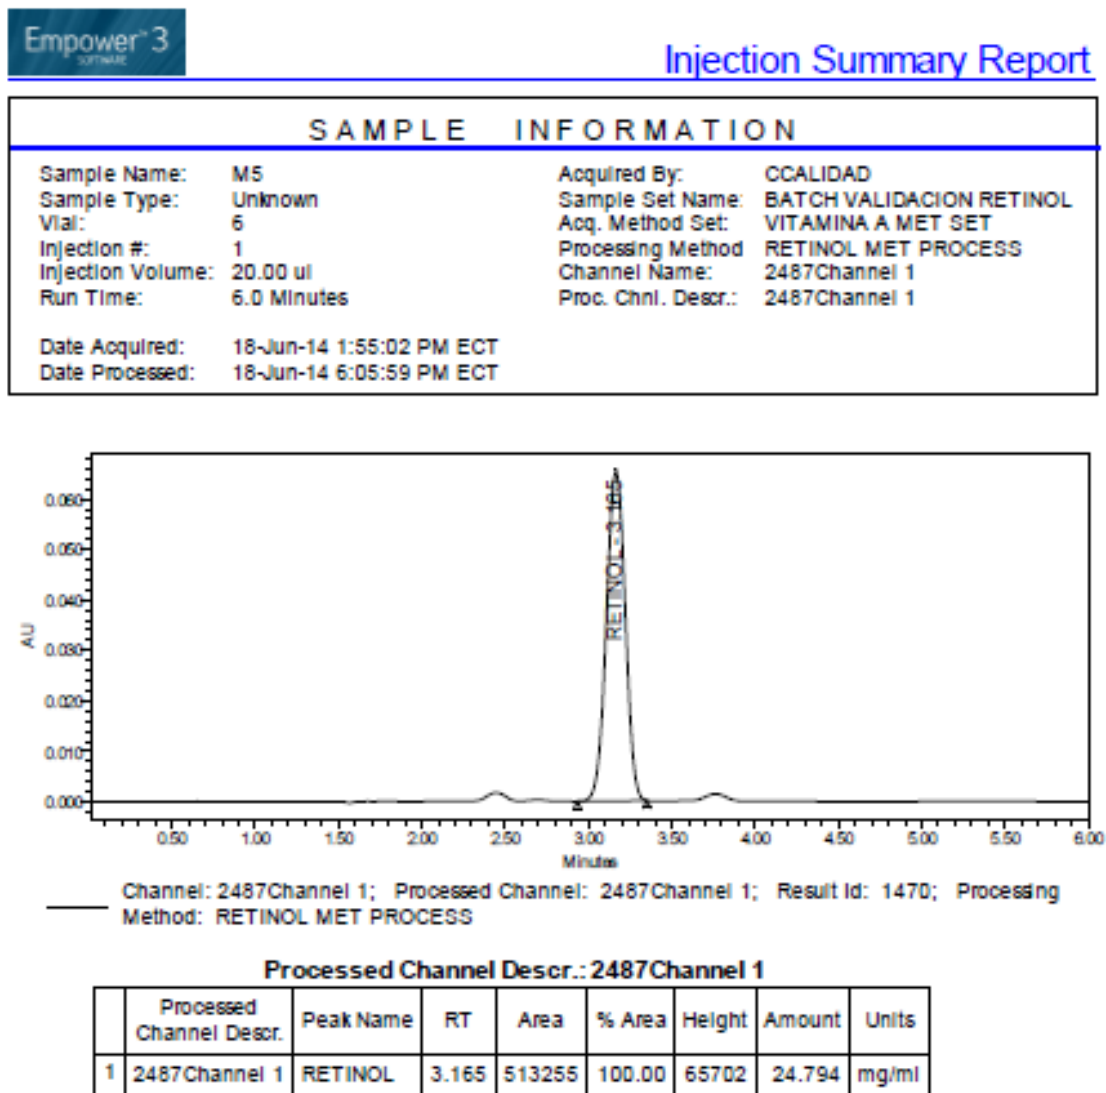 Empower™3
SOFTWARE
Injection Summary Report
SAMPLE INFORMATION
Sample Name: M5
Sample Type: Unknown
Vial: 6
Injection #: 1
Injection Volume: 20.00 ul
Run Time: 6.0 Minutes
Date Acquired: 18-Jun-14 1:55:02 PM ECT
Date Processed: 18-Jun-14 6:05:59 PM ECT
Acquired By: CCALIDAD
Sample Set Name: BATCH VALIDACION RETINOL
Acq. Method Set: VITAMINA A MET SET
Processing Method RETINOL MET PROCESS
Channel Name: 2487Channel 1
Proc. Chnl. Descr.: 2487Channel 1
AU
0.060
0.050
0.040
0.030
0.020
0.010
0.000
RETINOL - 3.165
0.50 1.00 1.50 2.00 2.50 3.00 3.50 4.00 4.50 5.00 5.50 6.00
Minutes
Channel: 2487Channel 1; Processed Channel: 2487Channel 1; Result Id: 1470; Processing
Method: RETINOL MET PROCESS
Processed Channel Descr.: 2487Channel 1
Processed Channel Descr. Peak Name RT Area % Area Height Amount Units
1 2487Channel 1 RETINOL 3.165 513255 100.00 65702 24.794 mg/ml